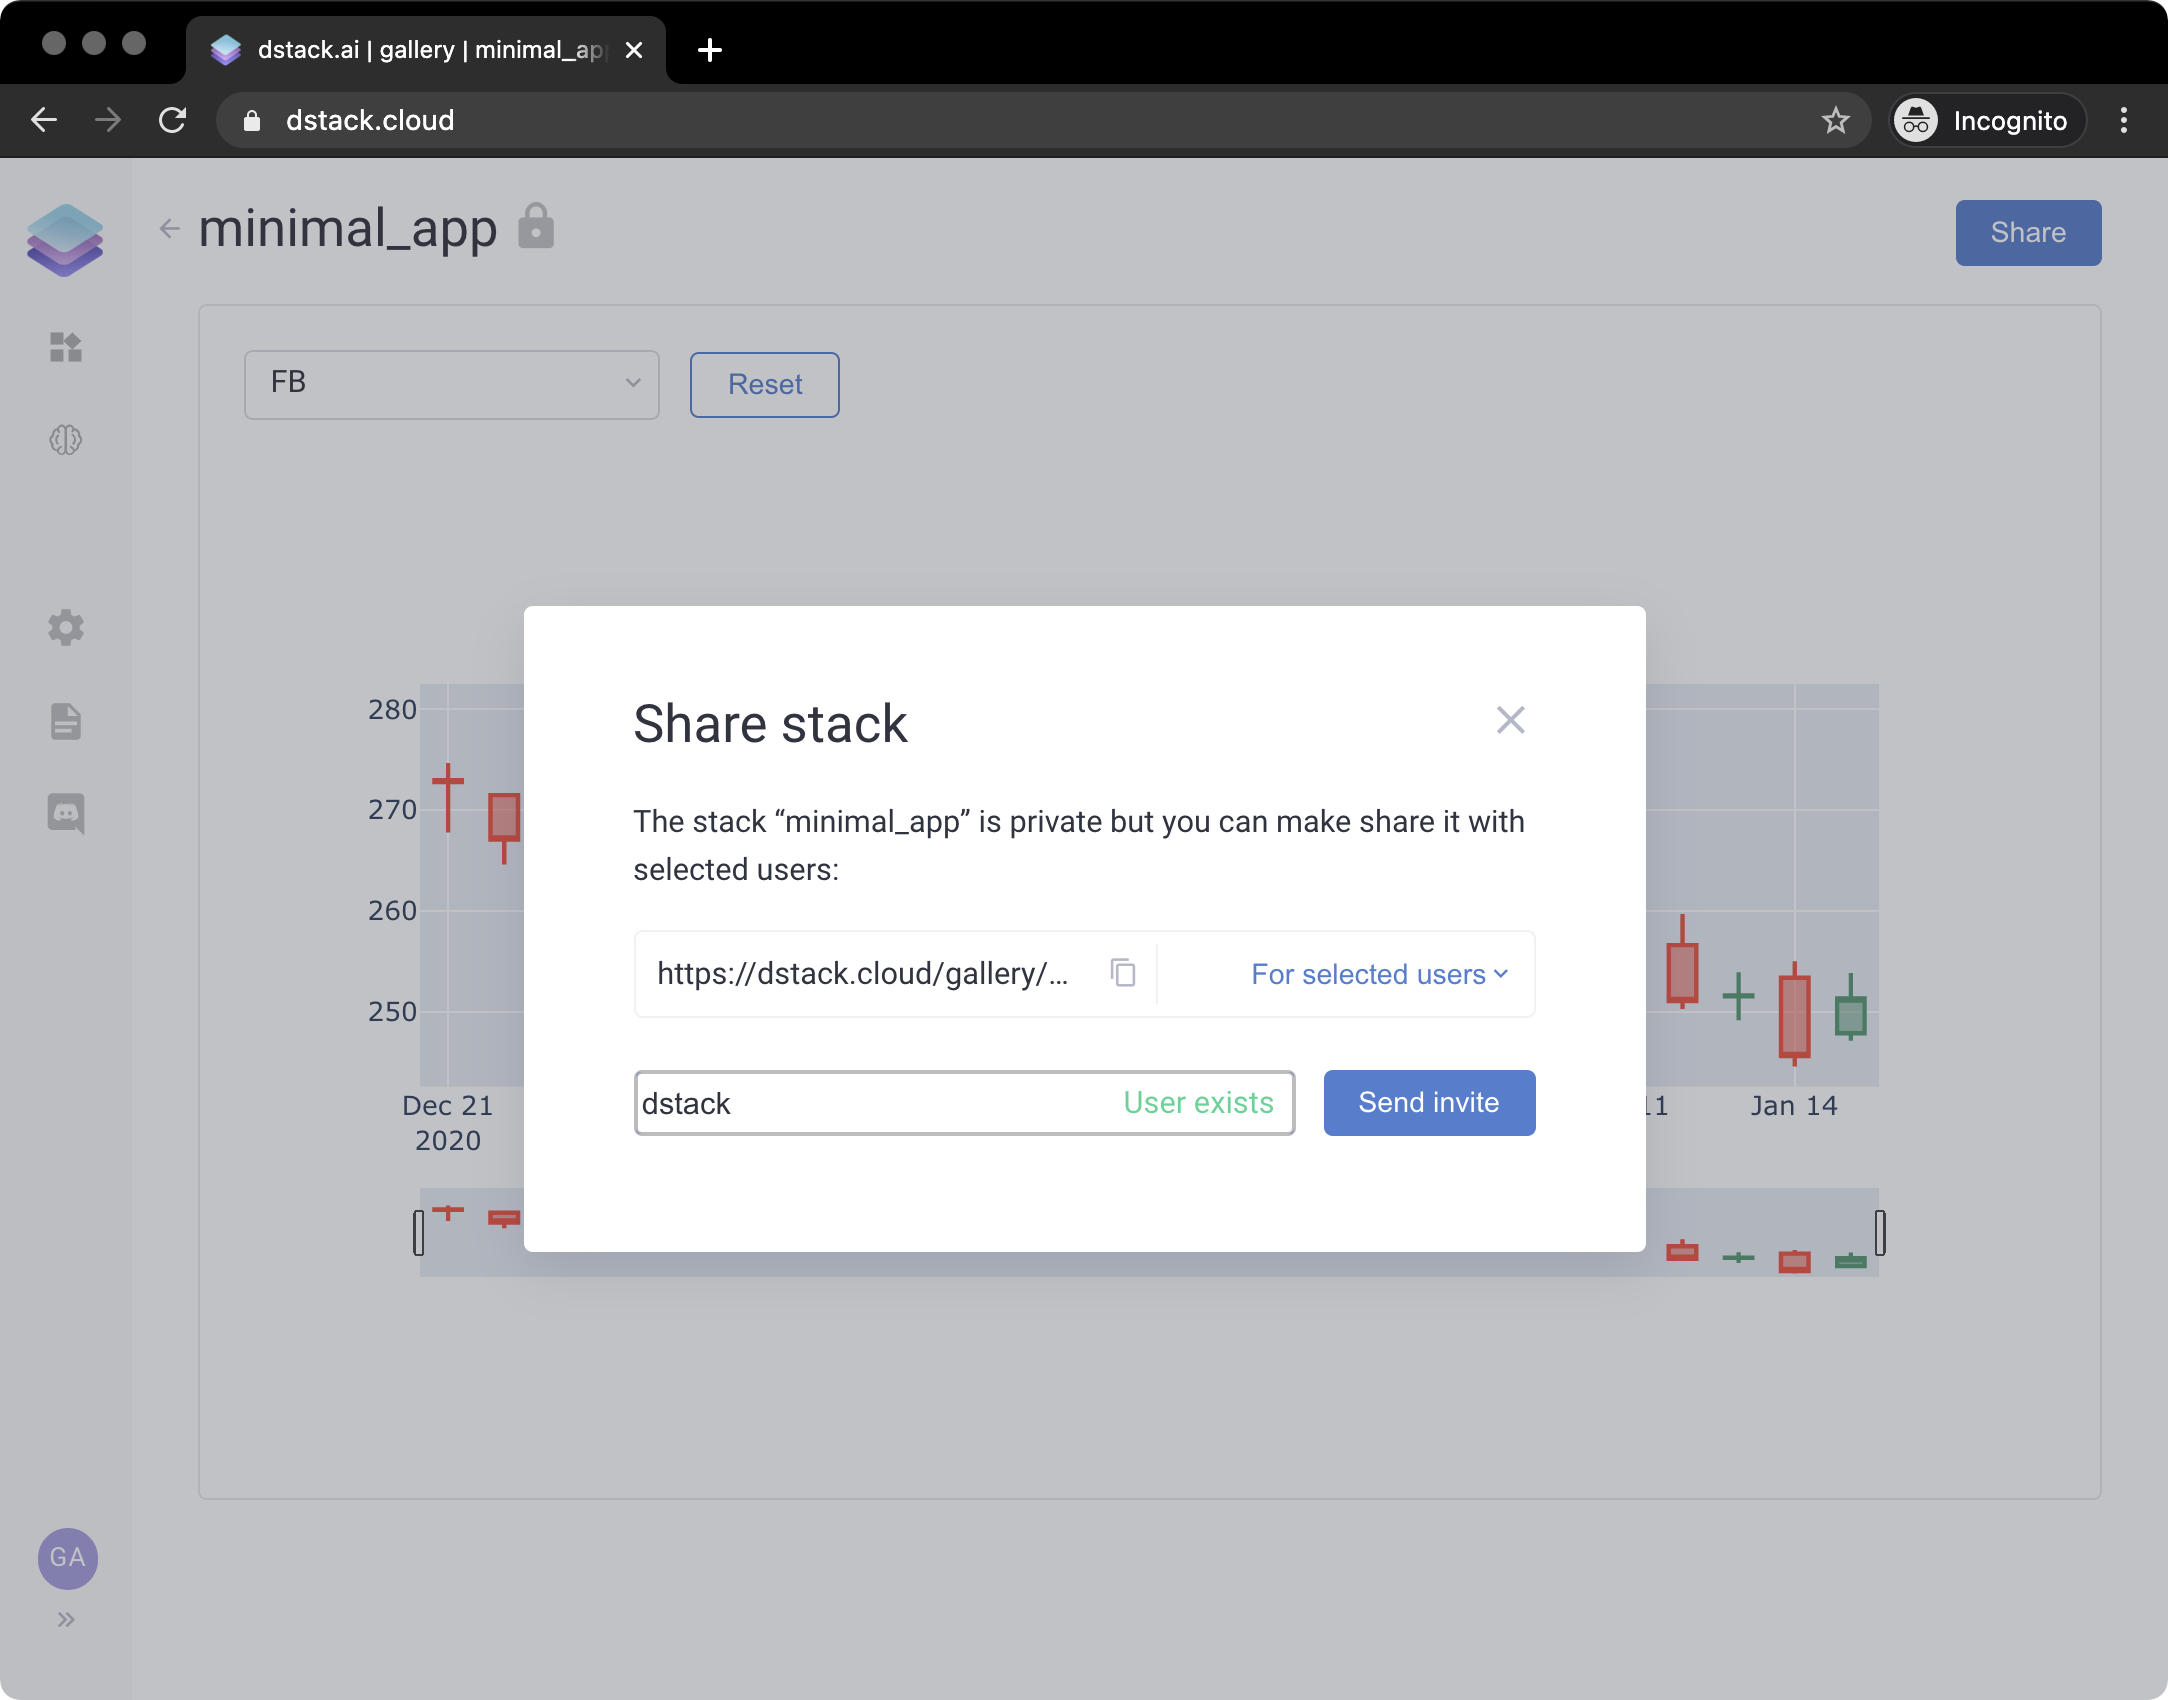 dstack.ai | gallery | minimal_app
dstack.cloud
Incognito
minimal_app
Share
FB
Reset
Share stack
The stack “minimal_app” is private but you can make share it with
selected users:
https://dstack.cloud/gallery/...
For selected users
dstack
User exists
Send invite
280
270
260
250
Dec 21
2020
11
Jan 14
GA